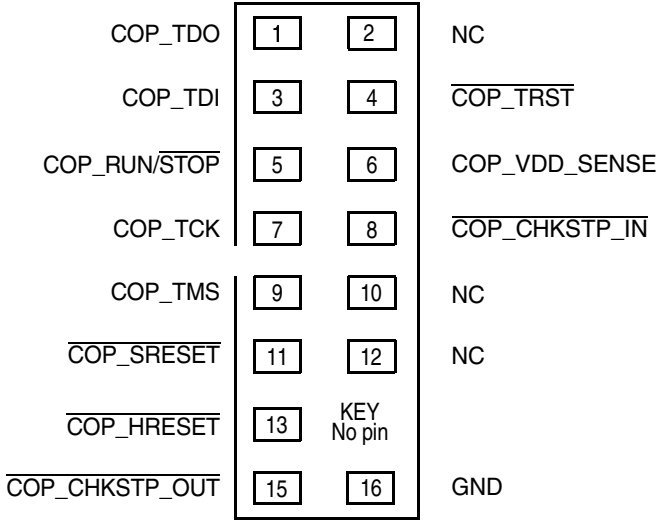 COP_TDO 1 2 NC
COP_TDI 3 4 COP_TRST
COP_RUN/STOP 5 6 COP_VDD_SENSE
COP_TCK 7 8 COP_CHKSTP_IN
COP_TMS 9 10 NC
COP_SRESET 11 12 NC
COP_HRESET 13 KEY
No pin
COP_CHKSTP_OUT 15 16 GND